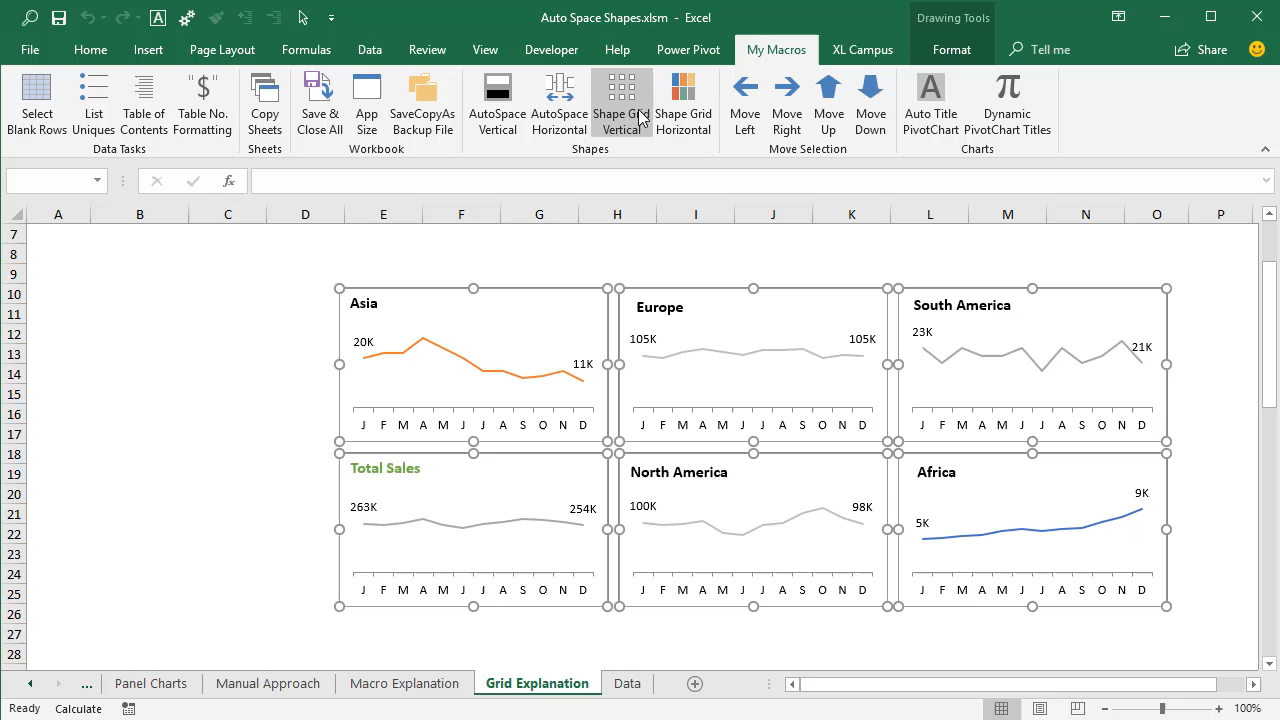 Auto Space Shapes.xlsm - Excel
Drawing Tools
File Home Insert Page Layout Formulas Data Review View Developer Help Power Pivot My Macros XL Campus Format Tell me Share
Select Blank Rows
List Uniques
Table of Contents
Table No. Formatting
Copy Sheets
Save & Close All
App Size
SaveCopyAs Backup File
AutoSpace Vertical
AutoSpace Horizontal
Shape Grid Vertical
Shape Grid Horizontal
Move Left
Move Right
Move Up
Move Down
Auto Title PivotChart
Dynamic PivotChart Titles
Data Tasks Sheets Workbook Shapes Move Selection Charts
fx
A B C D E F G H I J K L M N O P
7
8
9
10
11
12
13
14
15
16
17
18
19
20
21
22
23
24
25
26
27
28
Asia
20K
11K
J F M A M J J A S O N D
Europe
105K
105K
J F M A M J J A S O N D
South America
23K
21K
J F M A M J J A S O N D
Total Sales
263K
254K
J F M A M J J A S O N D
North America
100K
98K
J F M A M J J A S O N D
Africa
5K
9K
J F M A M J J A S O N D
... Panel Charts Manual Approach Macro Explanation Grid Explanation Data
Ready Calculate 100%